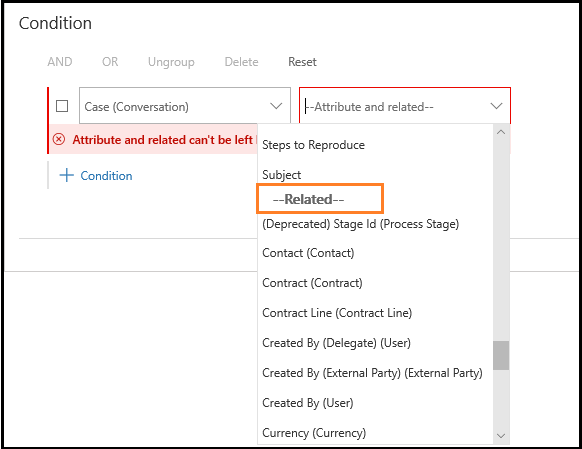 Condition
AND OR Ungroup Delete Reset
Case (Conversation) --Attribute and related--
Attribute and related can't be left
Condition
Steps to Reproduce
Subject
--Related--
(Deprecated) Stage Id (Process Stage)
Contact (Contact)
Contract (Contract)
Contract Line (Contract Line)
Created By (Delegate) (User)
Created By (External Party) (External Party)
Created By (User)
Currency (Currency)